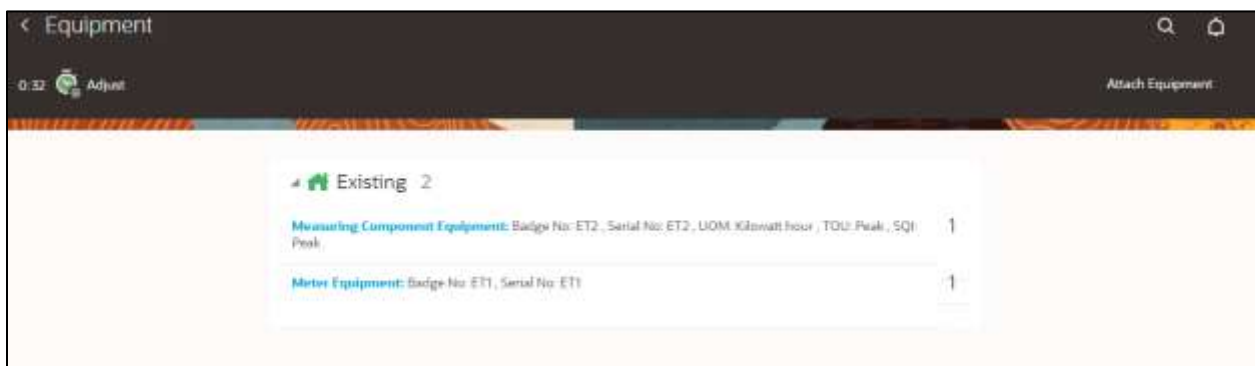 Equipment
0:32 Adjust
Attach Equipment
Existing 2
Measuring Component Equipment: Badge No: ET2 , Serial No: ET2 , UOM: Kilowatt hour , TOU: Peak , SQI: 1
Peak
Meter Equipment: Badge No: ET1 , Serial No: ET1 1